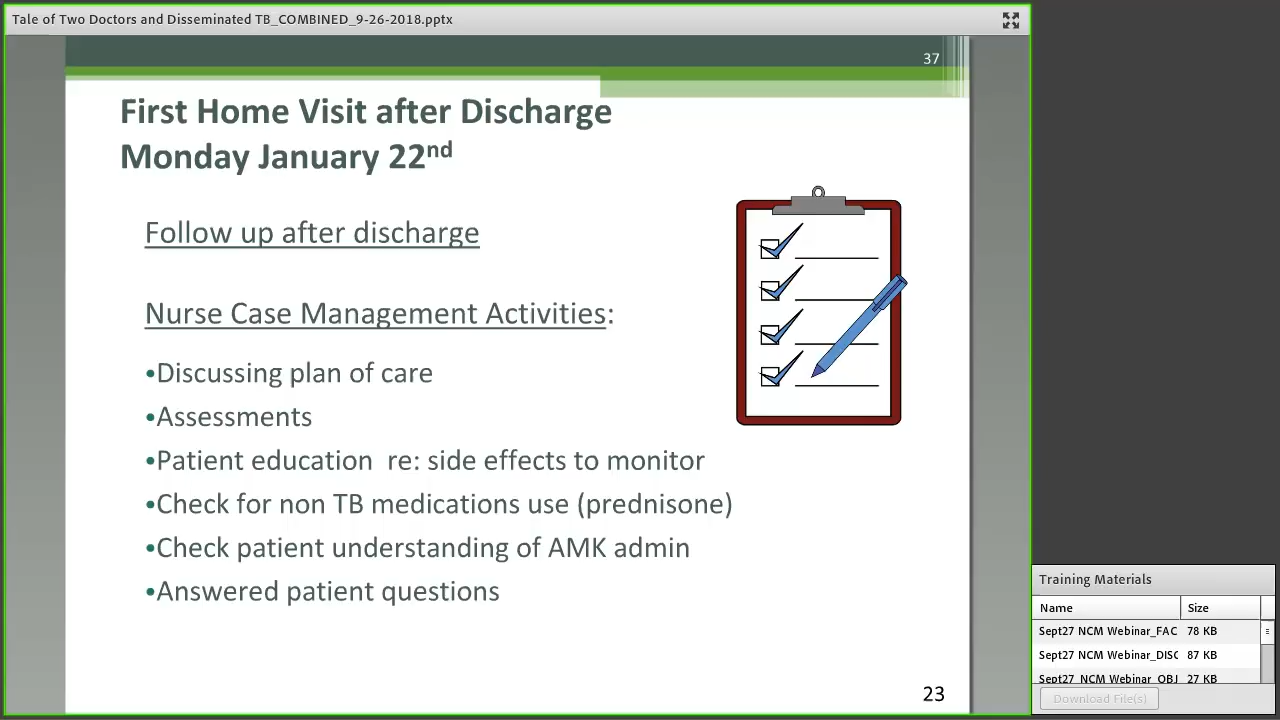 Tale of Two Doctors and Disseminated TB_COMBINED_9-26-2018.pptx
37
First Home Visit after Discharge
Monday January 22nd
Follow up after discharge
Nurse Case Management Activities:
•Discussing plan of care
•Assessments
•Patient education  re: side effects to monitor
•Check for non TB medications use (prednisone)
•Check patient understanding of AMK admin
•Answered patient questions
23
Training Materials
Name Size
Sept27 NCM Webinar_FAC 78 KB
Sept27 NCM Webinar_DISC 87 KB
Sept27_NCM Webinar_OBJ 27 KB
Download File(s)